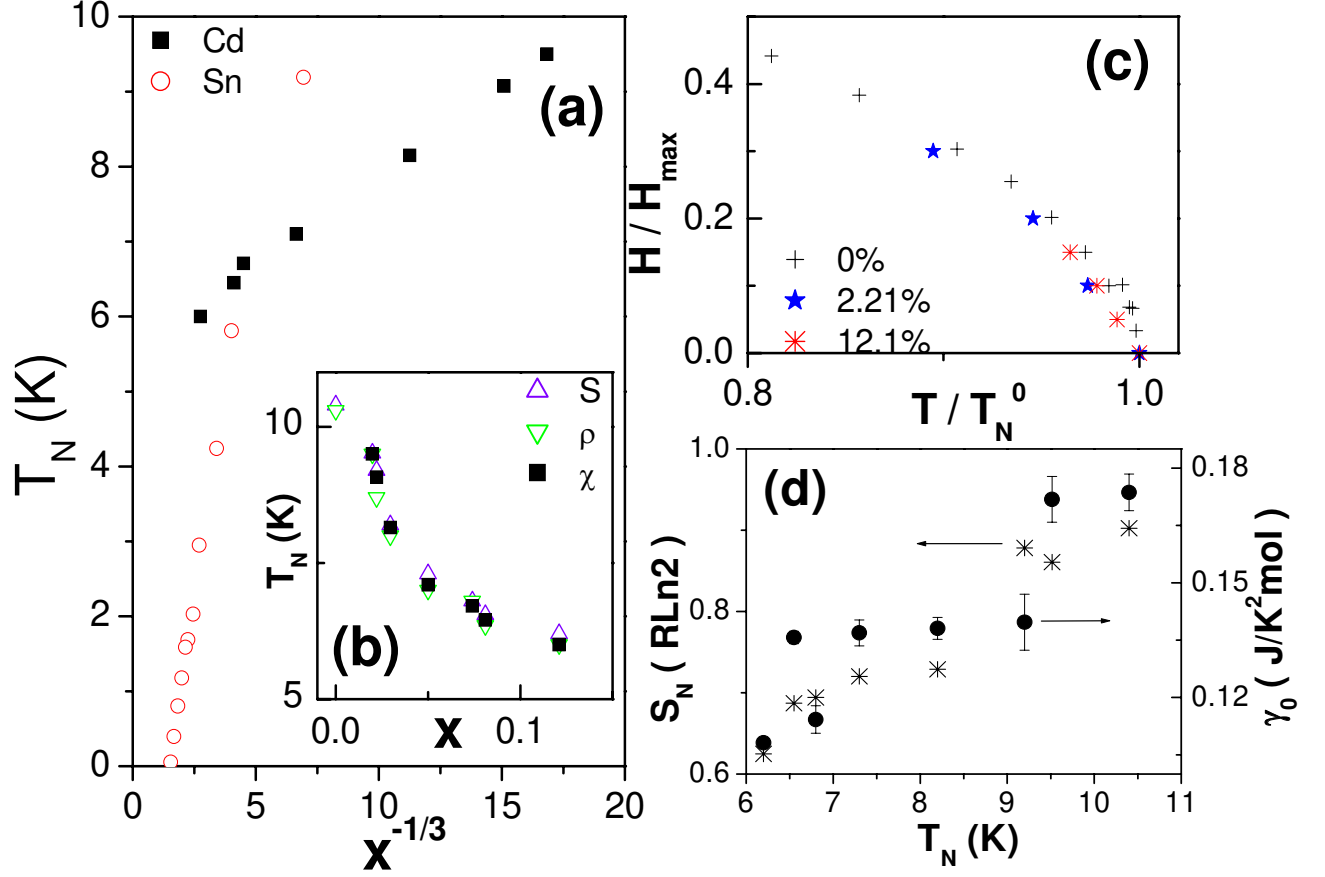 10
8
6
4
2
0
T_N (K)
Cd
Sn
(a)
0 5 10 15 20
x^{-1/3}
10
5
T_N (K)
S
ρ
χ
(b)
0.0 0.1
x
0.4
0.2
0.0
H / H_max
(c)
0%
2.21%
12.1%
0.8 1.0
T / T_N^0
1.0
0.8
0.6
S_N ( RLn2 )
(d)
0.18
0.15
0.12
γ_0 ( J/K^2mol )
6 7 8 9 10 11
T_N (K)